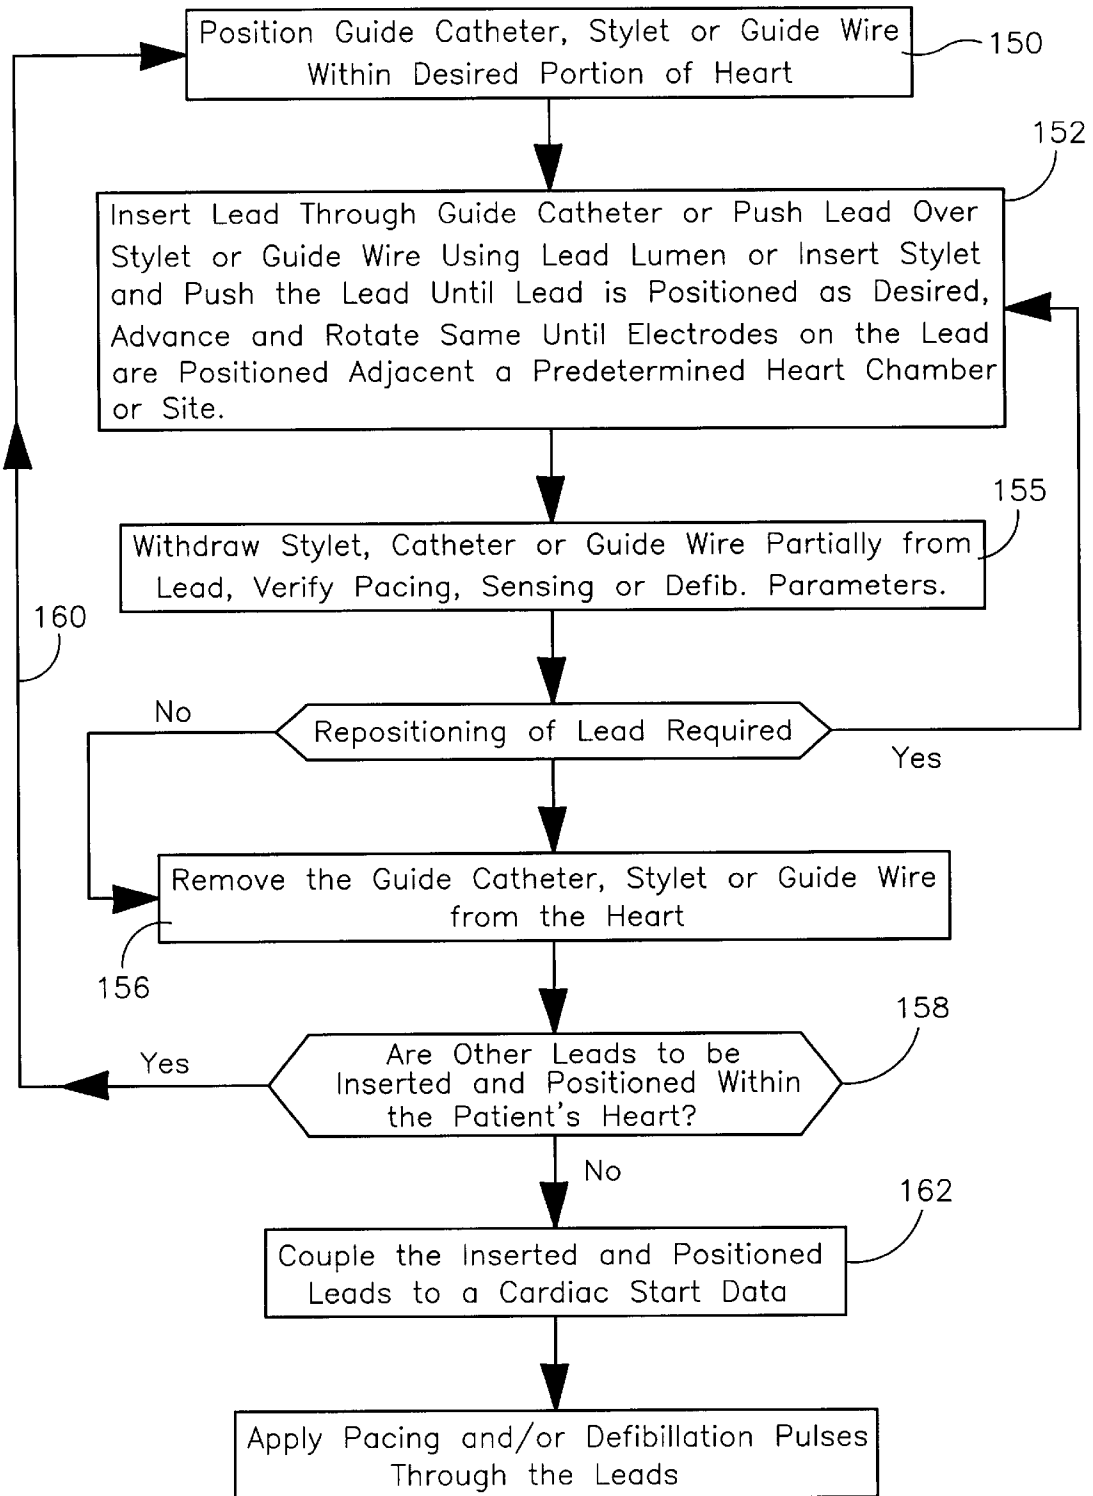 Position Guide Catheter, Stylet or Guide Wire
Within Desired Portion of Heart
150
152
Insert Lead Through Guide Catheter or Push Lead Over
Stylet or Guide Wire Using Lead Lumen or Insert Stylet
and Push the Lead Until Lead is Positioned as Desired,
Advance and Rotate Same Until Electrodes on the Lead
are Positioned Adjacent a Predetermined Heart Chamber
or Site.
155
Withdraw Stylet, Catheter or Guide Wire Partially from
Lead, Verify Pacing, Sensing or Defib. Parameters.
160
No
Repositioning of Lead Required
Yes
Remove the Guide Catheter, Stylet or Guide Wire
from the Heart
156
158
Yes
Are Other Leads to be
Inserted and Positioned Within
the Patient's Heart?
No
162
Couple the Inserted and Positioned
Leads to a Cardiac Start Data
Apply Pacing and/or Defibillation Pulses
Through the Leads